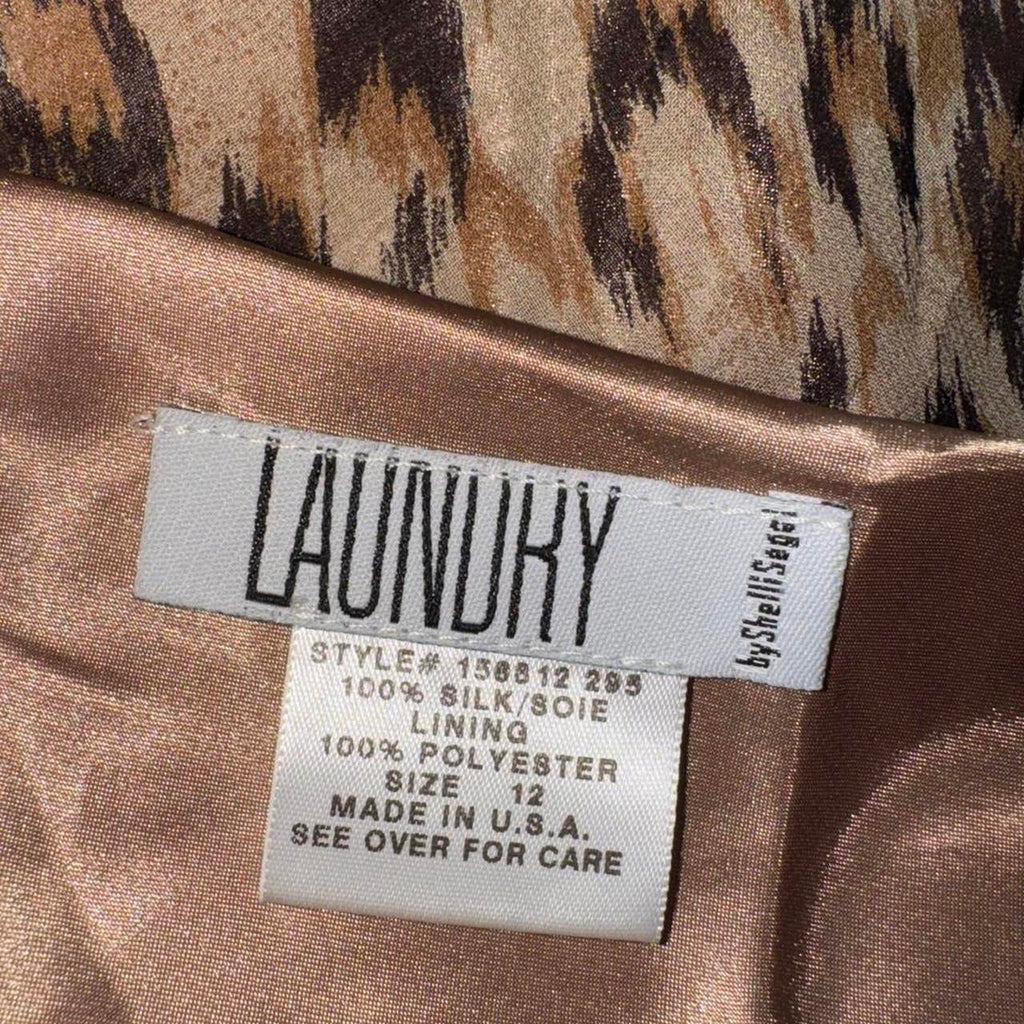 LAUNDRY
byShelliSegal
STYLE# 156812 295
100% SILK/SOIE
LINING
100% POLYESTER
SIZE 12
MADE IN U.S.A.
SEE OVER FOR CARE